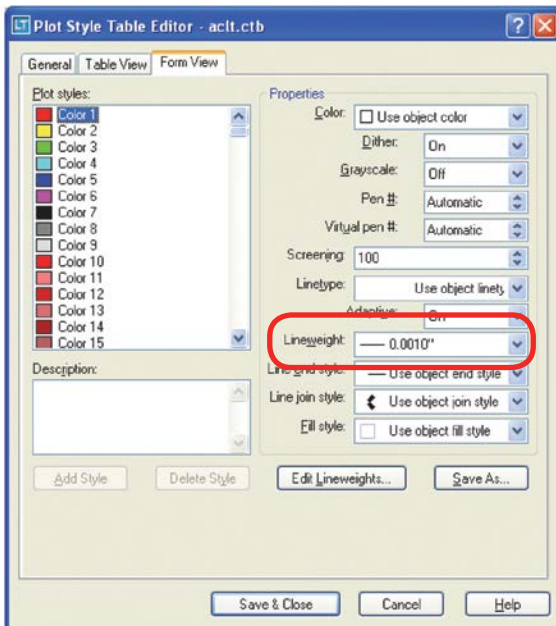 LT Plot Style Table Editor - aclt.ctb
General Table View Form View
Plot styles:
Color 1
Color 2
Color 3
Color 4
Color 5
Color 6
Color 7
Color 8
Color 9
Color 10
Color 11
Color 12
Color 13
Color 14
Color 15
Description:
Add Style Delete Style
Properties
Color: Use object color
Dither: On
Grayscale: Off
Pen #: Automatic
Virtual pen #: Automatic
Screening: 100
Linetype: Use object linety
Adaptive: On
Lineweight: 0.0010"
Line end style: Use object end style
Line join style: Use object join style
Fill style: Use object fill style
Edit Lineweights... Save As...
Save & Close Cancel Help